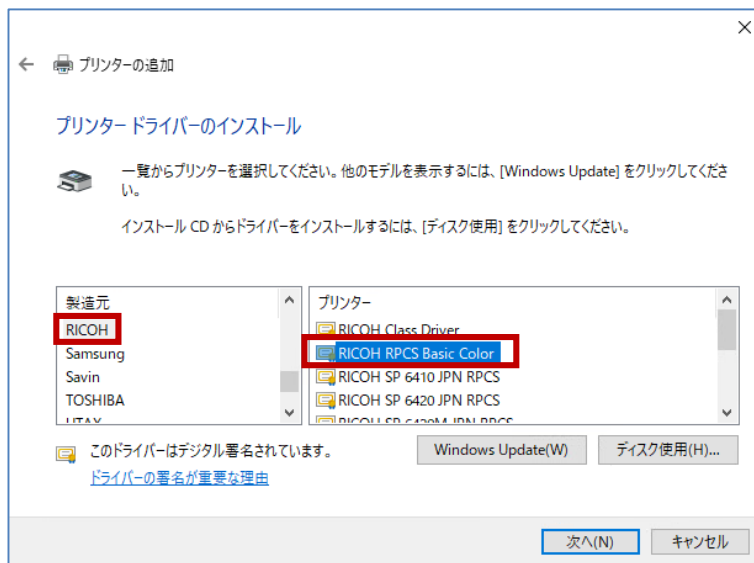 プリンターの追加
プリンター ドライバーのインストール
一覧からプリンターを選択してください。他のモデルを表示するには、[Windows Update] をクリックしてくださ
い。
インストール CD からドライバーをインストールするには、[ディスク使用] をクリックしてください。
製造元
RICOH
Samsung
Savin
TOSHIBA
UTAX
プリンター
RICOH Class Driver
RICOH RPCS Basic Color
RICOH SP 6410 JPN RPCS
RICOH SP 6420 JPN RPCS
RICOH SP 6420M JPN RPCS
このドライバーはデジタル署名されています。
ドライバーの署名が重要な理由
Windows Update(W)
ディスク使用(H)...
次へ(N)
キャンセル